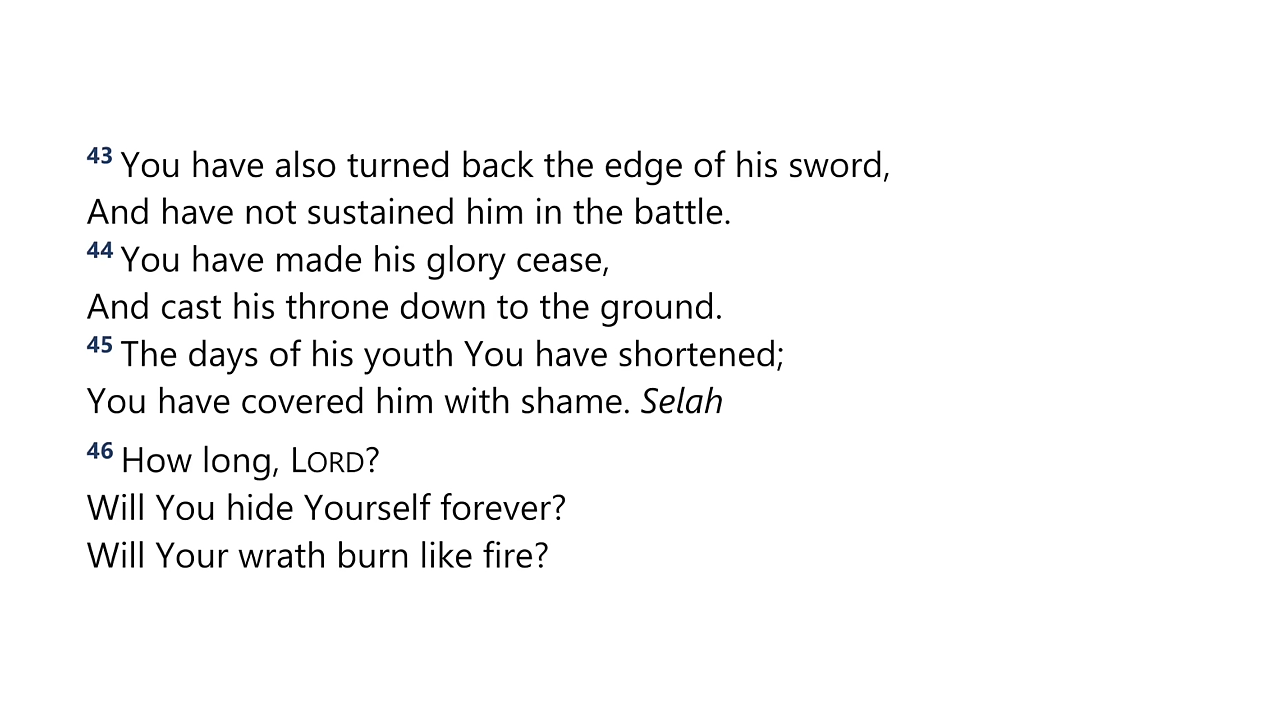 43 You have also turned back the edge of his sword,
And have not sustained him in the battle.
44 You have made his glory cease,
And cast his throne down to the ground.
45 The days of his youth You have shortened;
You have covered him with shame. Selah
46 How long, LORD?
Will You hide Yourself forever?
Will Your wrath burn like fire?